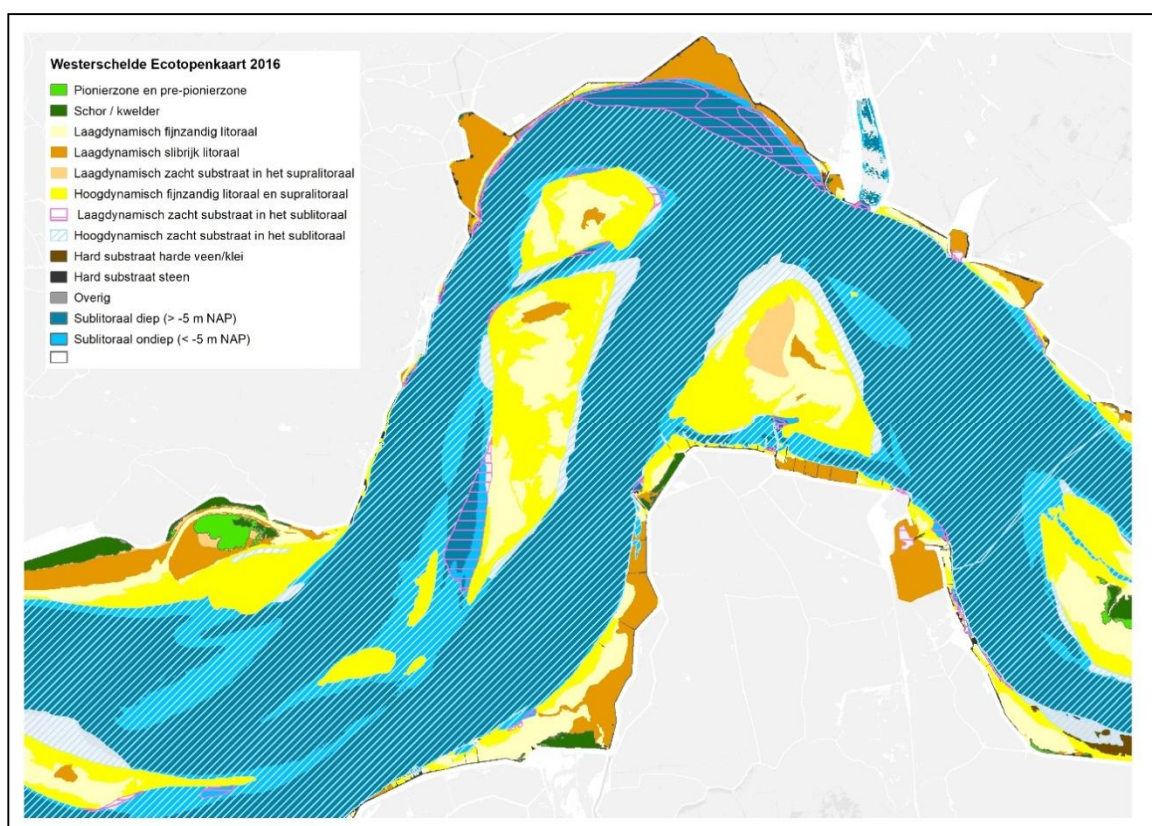 Westerschelde Ecotopenkaart 2016
Pionierzone en pre-pionierzone
Schor / kwelder
Laagdynamisch fijnzandig litoraal
Laagdynamisch slibrijk litoraal
Laagdynamisch zacht substraat in het supralitoraal
Hoogdynamisch fijnzandig litoraal en supralitoraal
Laagdynamisch zacht substraat in het sublitoraal
Hoogdynamisch zacht substraat in het sublitoraal
Hard substraat harde veen/klei
Hard substraat steen
Overig
Sublitoraal diep (> -5 m NAP)
Sublitoraal ondiep (< -5 m NAP)